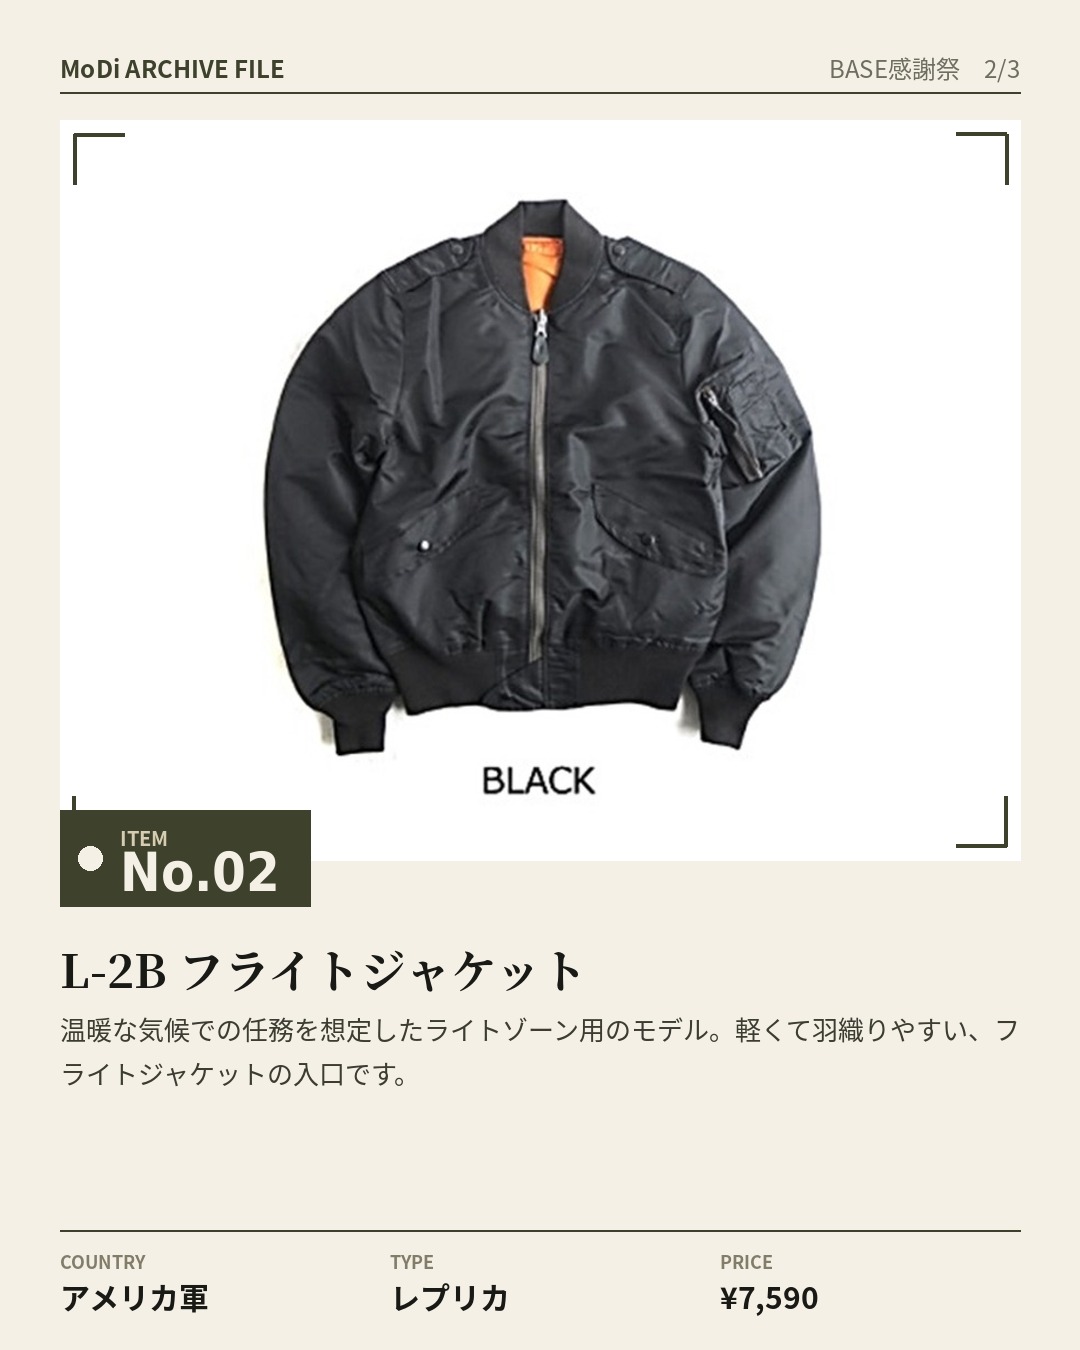 MoDi ARCHIVE FILE
BASE感謝祭　2/3
BLACK
ITEM
No.02
L-2B フライトジャケット
温暖な気候での任務を想定したライトゾーン用のモデル。軽くて羽織りやすい、フ
ライトジャケットの入口です。
COUNTRY
アメリカ軍
TYPE
レプリカ
PRICE
¥7,590